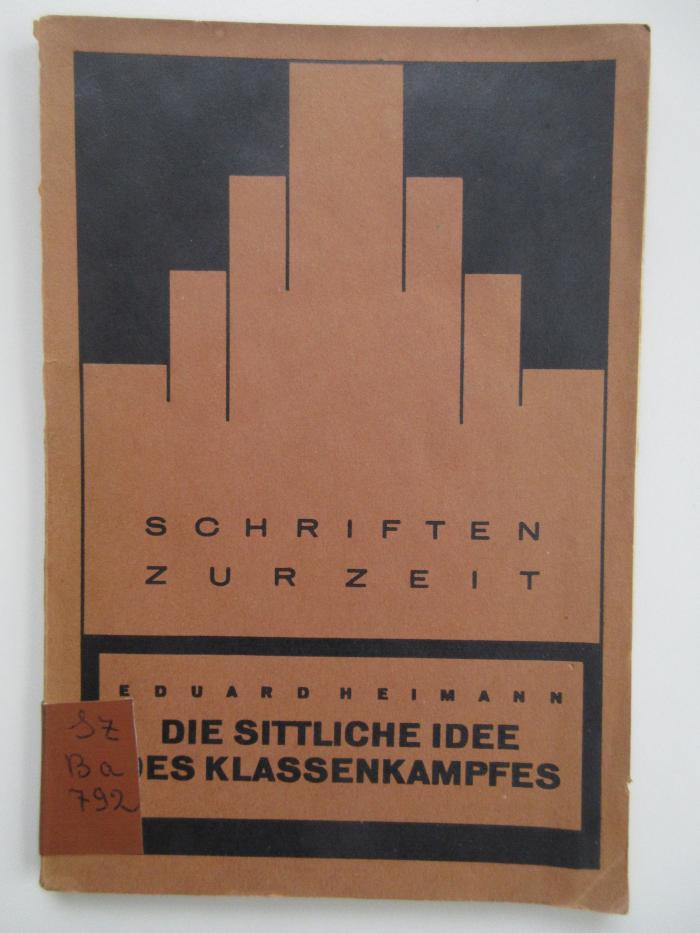 SCHRIFTEN
ZUR ZEIT
EDUARD HEIMANN
DIE SITTLICHE IDEE
DES KLASSENKAMPFES
SZ
Ba
792